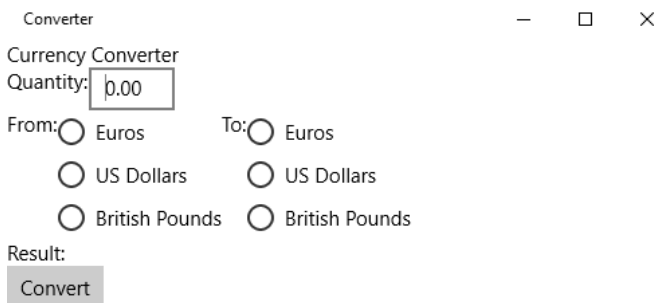 Converter
Currency Converter
Quantity: 0.00
From: Euros To: Euros
US Dollars US Dollars
British Pounds British Pounds
Result:
Convert